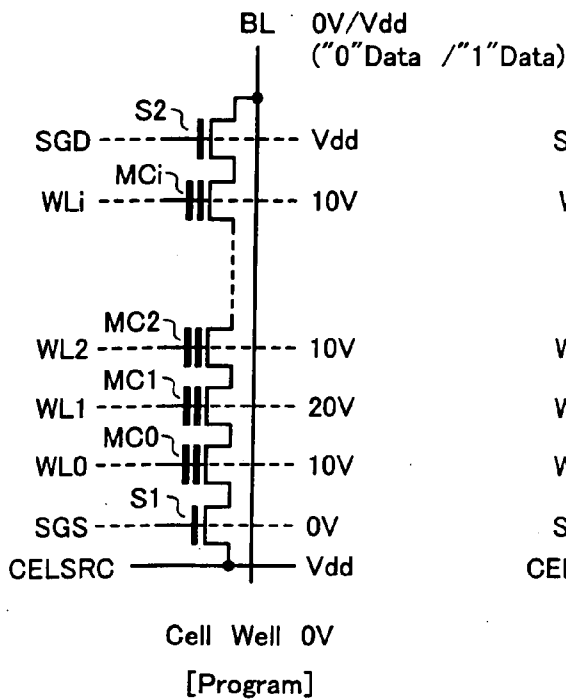 BL 0V/Vdd
("0"Data /"1"Data)
S2
SGD Vdd S
MCi
WLi 10V W
MC2
WL2 10V W
MC1
WL1 20V W
MC0
WL0 10V W
S1
SGS 0V S
CELSRC Vdd CEL
Cell Well 0V
[Program]